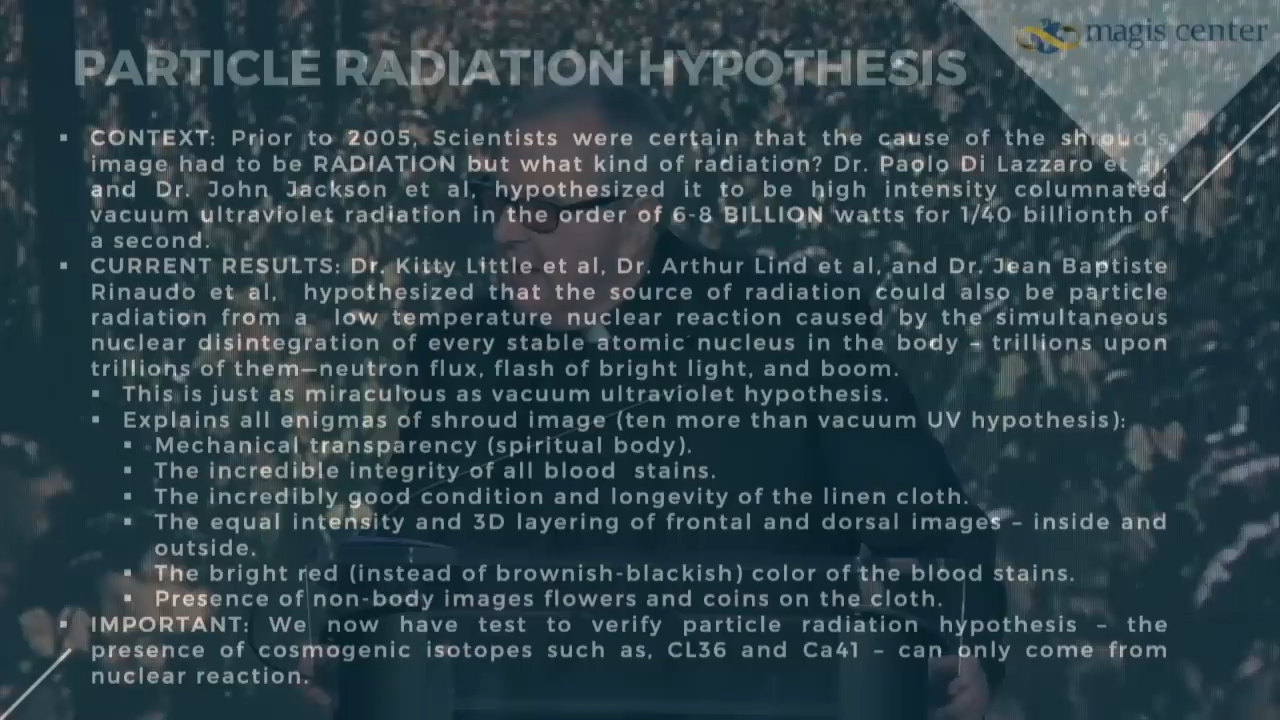 magis center
PARTICLE RADIATION HYPOTHESIS
▪ CONTEXT: Prior to 2005, Scientists were certain that the cause of the shroud's
image had to be RADIATION but what kind of radiation? Dr. Paolo Di Lazzaro et al,
and Dr. John Jackson et al, hypothesized it to be high intensity columnated
vacuum ultraviolet radiation in the order of 6-8 BILLION watts for 1/40 billionth of
a second.
▪ CURRENT RESULTS: Dr. Kitty Little et al, Dr. Arthur Lind et al, and Dr. Jean Baptiste
Rinaudo et al, hypothesized that the source of radiation could also be particle
radiation from a low temperature nuclear reaction caused by the simultaneous
nuclear disintegration of every stable atomic nucleus in the body – trillions upon
trillions of them—neutron flux, flash of bright light, and boom.
▪ This is just as miraculous as vacuum ultraviolet hypothesis.
▪ Explains all enigmas of shroud image (ten more than vacuum UV hypothesis):
▪ Mechanical transparency (spiritual body).
▪ The incredible integrity of all blood stains.
▪ The incredibly good condition and longevity of the linen cloth.
▪ The equal intensity and 3D layering of frontal and dorsal images – inside and
outside.
▪ The bright red (instead of brownish-blackish) color of the blood stains.
▪ Presence of non-body images flowers and coins on the cloth.
▪ IMPORTANT: We now have test to verify particle radiation hypothesis – the
presence of cosmogenic isotopes such as, CL36 and Ca41 – can only come from
nuclear reaction.